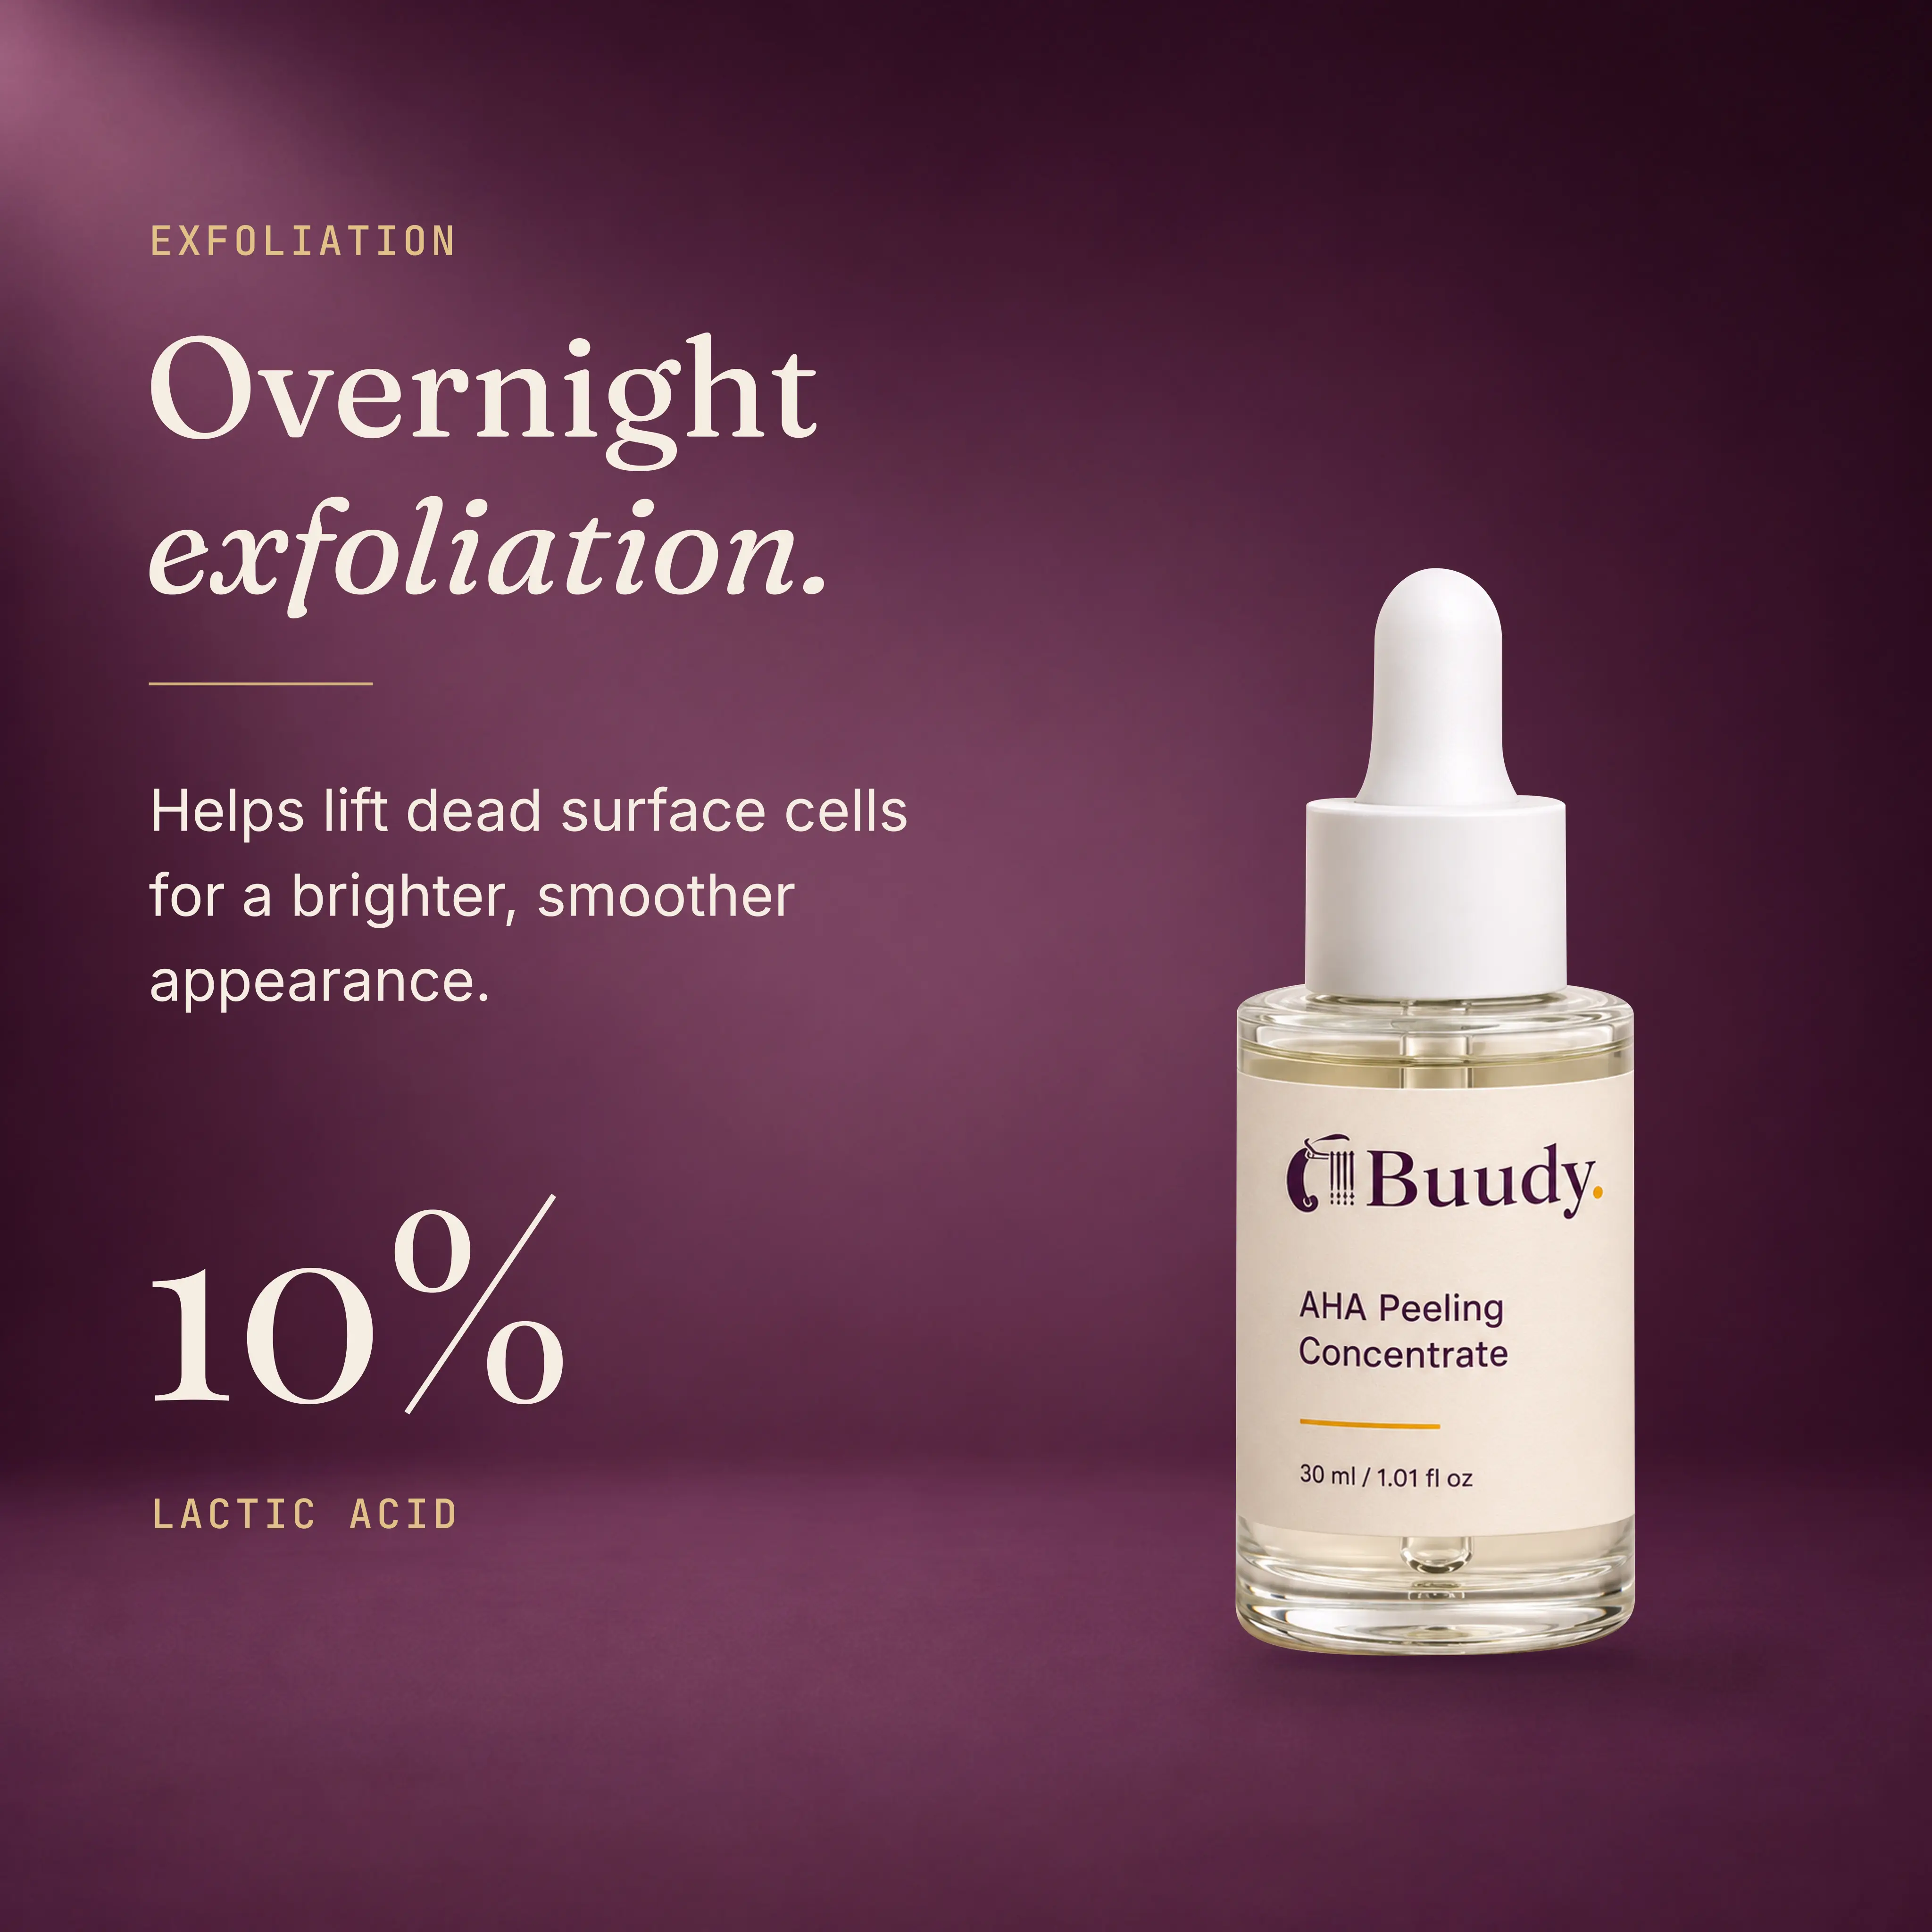 EXFOLIATION
Overnight
exfoliation.
Helps lift dead surface cells
for a brighter, smoother
appearance.
10%
LACTIC ACID
Buudy.
AHA Peeling
Concentrate
30 ml / 1.01 fl oz